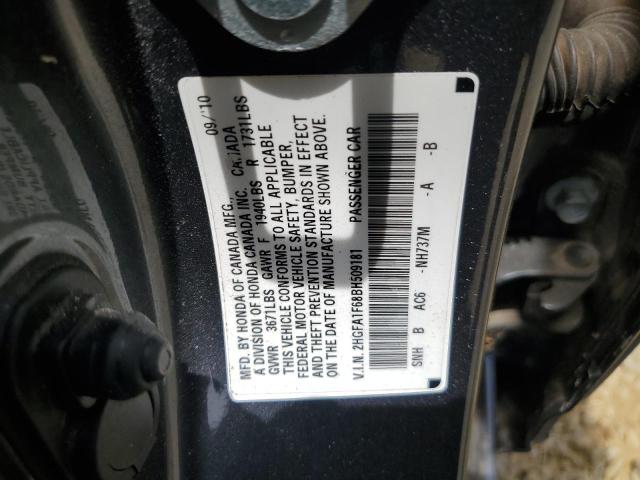 MFD. BY HONDA OF CANADA MFG. 09/'10
A DIVISION OF HONDA CANADA INC. CANADA
GVWR 3671LBS GAWR F 1940LBS R 1731LBS
THIS VEHICLE CONFORMS TO ALL APPLICABLE
FEDERAL MOTOR VEHICLE SAFETY, BUMPER,
AND THEFT PREVENTION STANDARDS IN EFFECT
ON THE DATE OF MANUFACTURE SHOWN ABOVE.
V.I.N. 2HGFA1F68BH509181 PASSENGER CAR
SNH B AC6 -NH737M -A -B